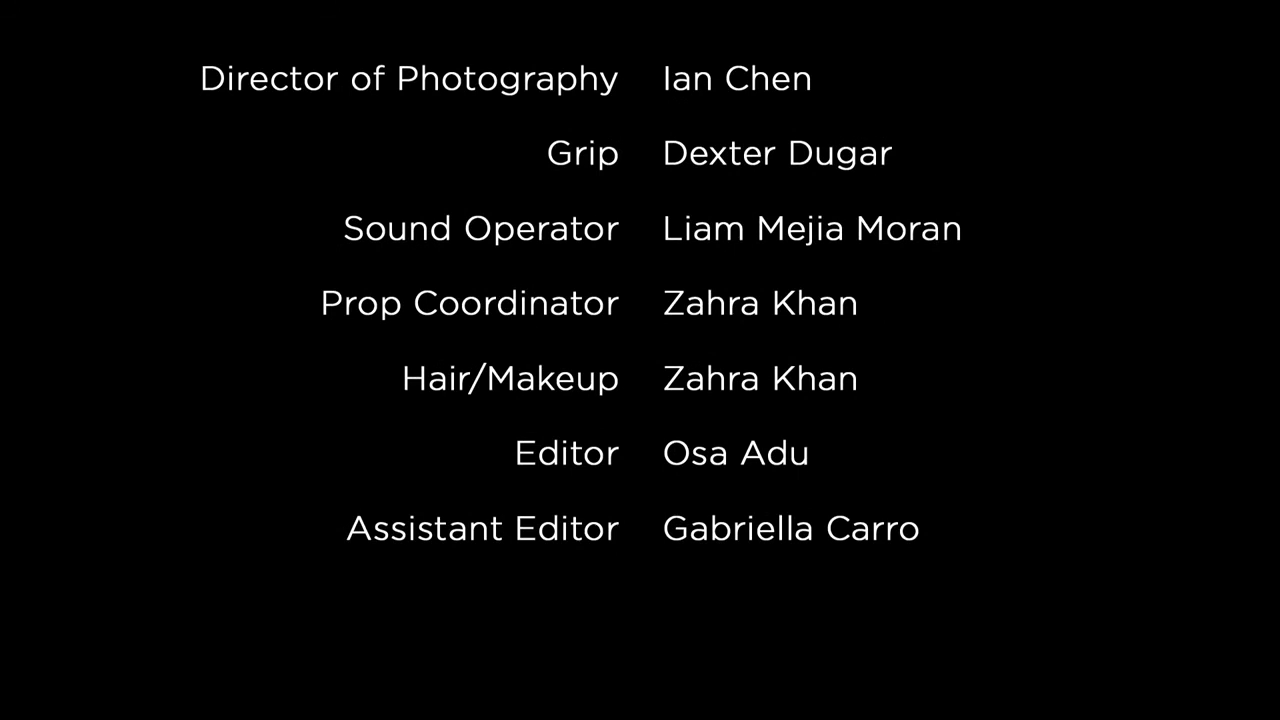 Director of Photography Ian Chen
Grip Dexter Dugar
Sound Operator Liam Mejia Moran
Prop Coordinator Zahra Khan
Hair/Makeup Zahra Khan
Editor Osa Adu
Assistant Editor Gabriella Carro